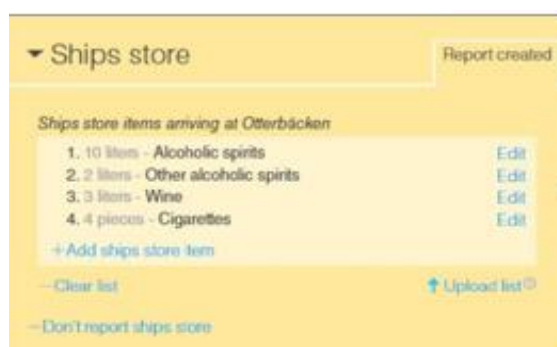 Ships store
Report created
Ships store items arriving at Otterbäcken
1. 10 liters - Alcoholic spirits Edit
2. 2 liters - Other alcoholic spirits Edit
3. 3 liters - Wine Edit
4. 4 pieces - Cigarettes Edit
+Add ships store item
—Clear list
Upload list
—Don't report ships store